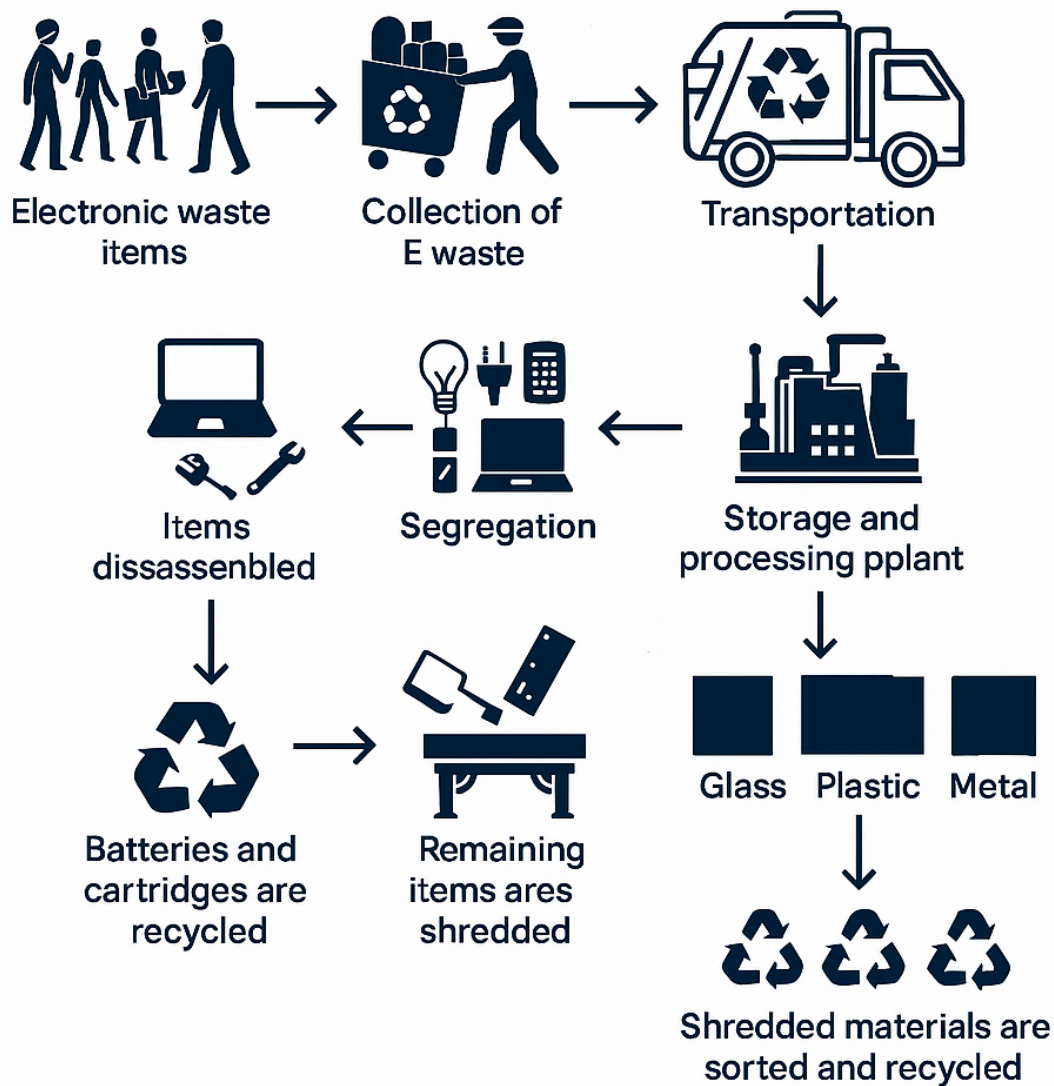 Electronic waste
items
Collection of
E waste
Transportation
Items
dissassenbled
Segregation
Storage and
processing pplant
Batteries and
cartridges are
recycled
Remaining
items ares
shredded
Glass
Plastic
Metal
Shredded materials are
sorted and recycled